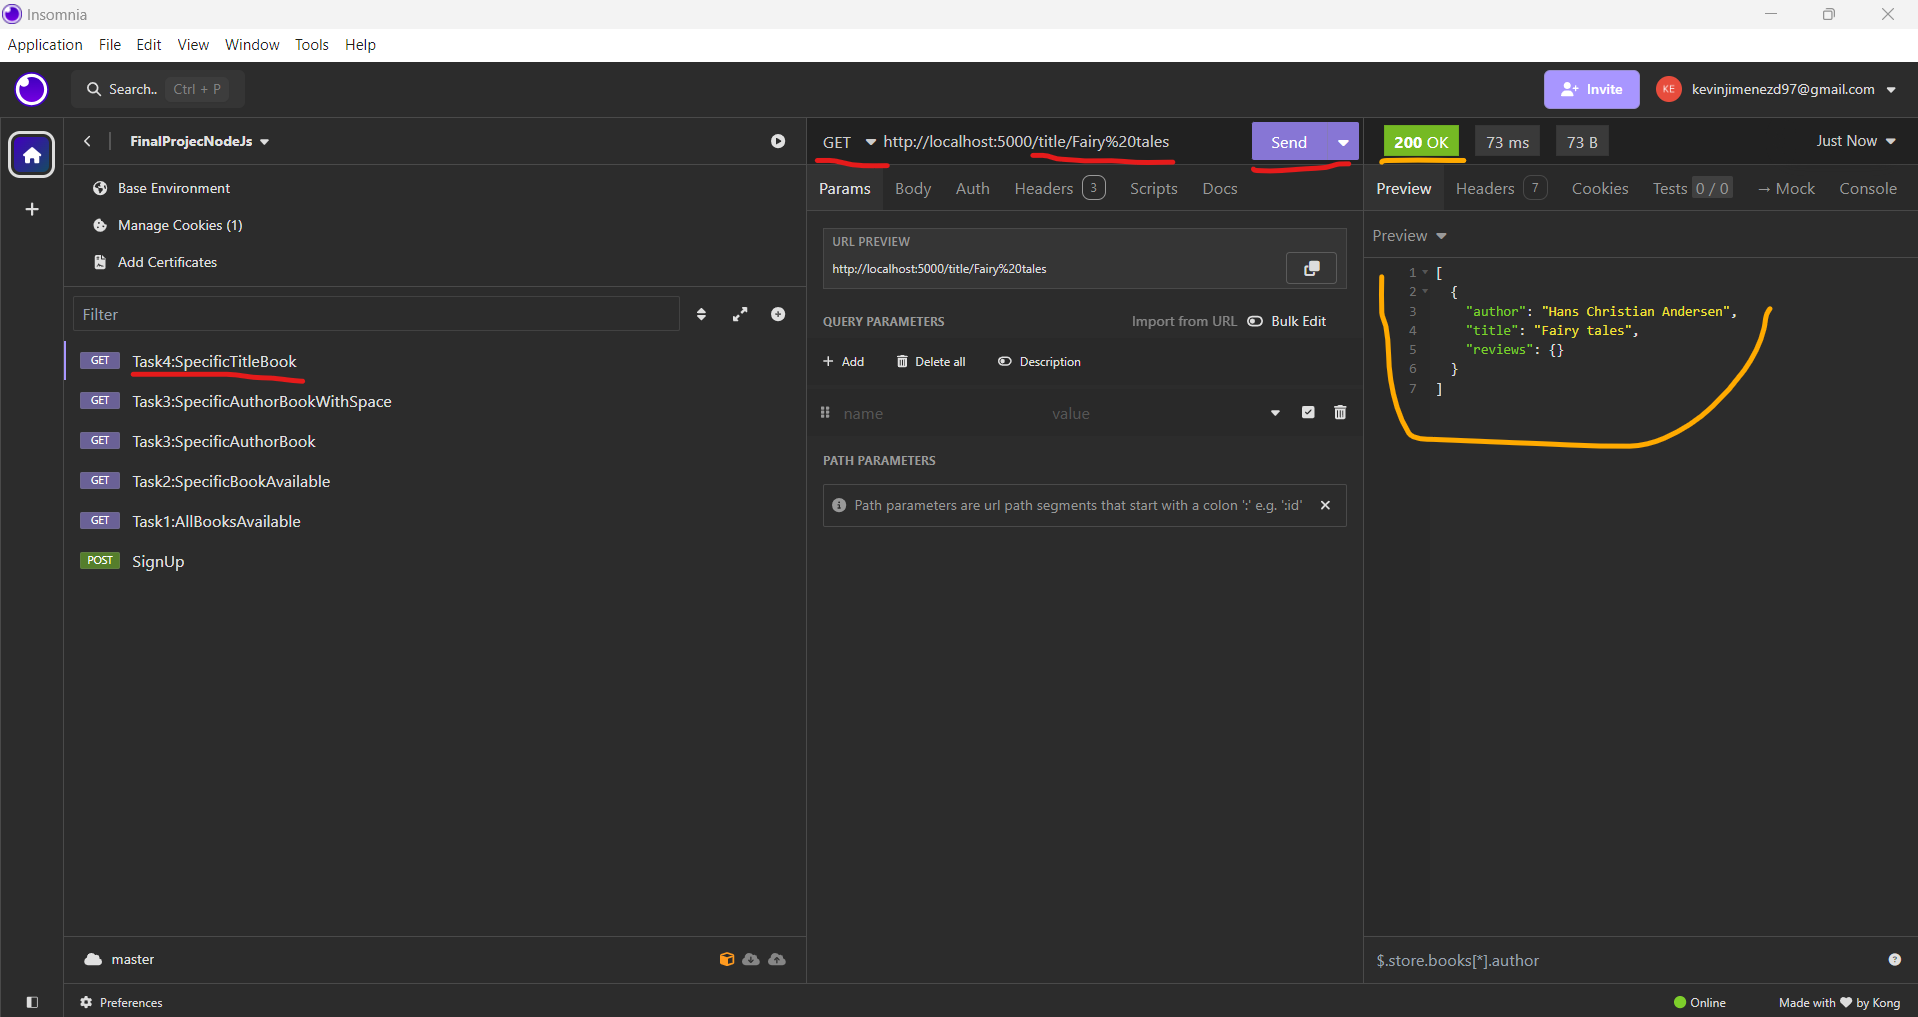 Insomnia
Application File Edit View Window Tools Help
Search.. Ctrl + P
Invite
KE kevinjimenezd97@gmail.com
FinalProjecNodeJs
Base Environment
Manage Cookies (1)
Add Certificates
Filter
GET Task4:SpecificTitleBook
GET Task3:SpecificAuthorBookWithSpace
GET Task3:SpecificAuthorBook
GET Task2:SpecificBookAvailable
GET Task1:AllBooksAvailable
POST SignUp
master
Preferences
GET http://localhost:5000/title/Fairy%20tales Send
Params Body Auth Headers 3 Scripts Docs
URL PREVIEW
http://localhost:5000/title/Fairy%20tales
QUERY PARAMETERS Import from URL Bulk Edit
+ Add Delete all Description
name value
PATH PARAMETERS
Path parameters are url path segments that start with a colon ':' e.g. ':id'
200 OK 73 ms 73 B Just Now
Preview Headers 7 Cookies Tests 0 / 0 → Mock Console
Preview
1 [
2 {
3 "author": "Hans Christian Andersen",
4 "title": "Fairy tales",
5 "reviews": {}
6 }
7 ]
$.store.books[*].author
Online Made with ♥ by Kong